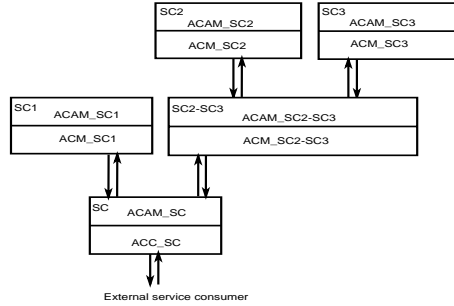 SC2
ACAM_SC2
ACM_SC2
SC3
ACAM_SC3
ACM_SC3
SC1
ACAM_SC1
ACM_SC1
SC2-SC3
ACAM_SC2-SC3
ACM_SC2-SC3
SC
ACAM_SC
ACC_SC
External service consumer